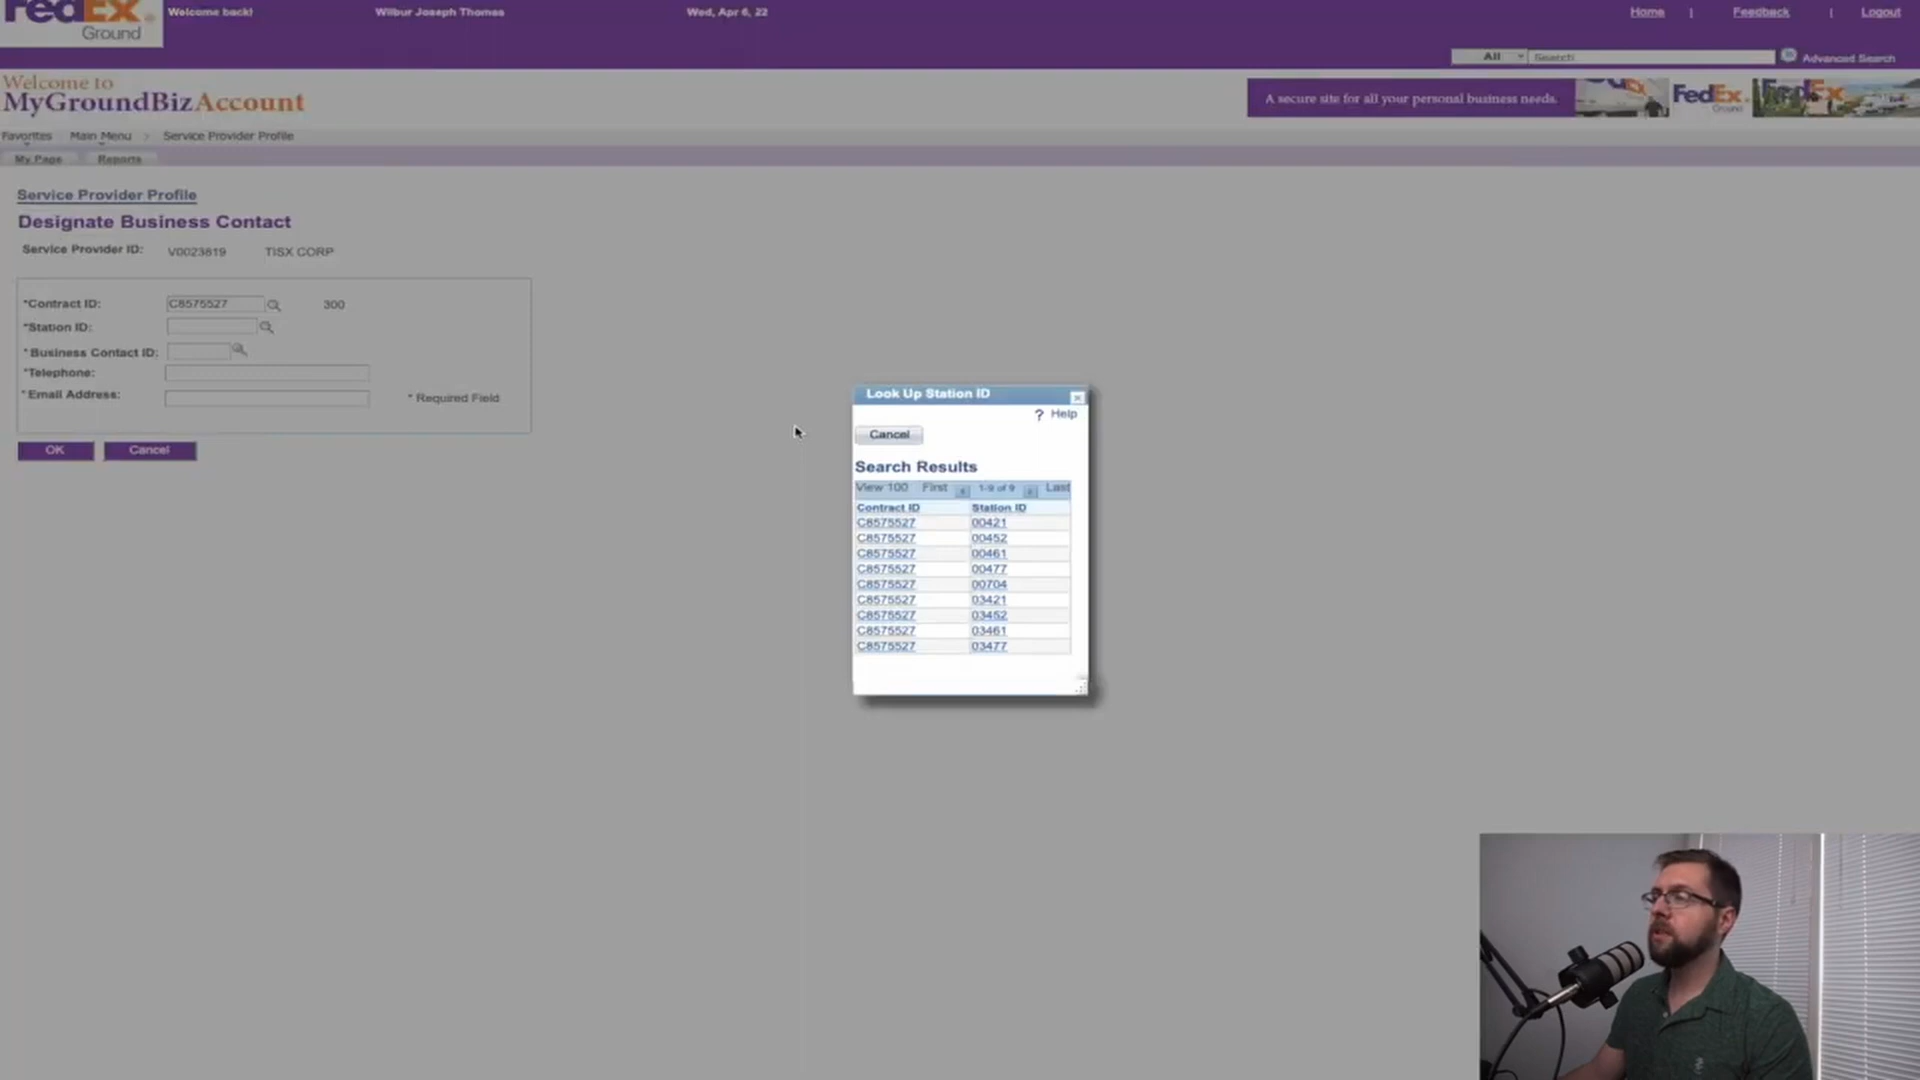 FedEx Welcome back! Wilbur Joseph Thomas Wed, Apr 6, 22 Home | Feedback | Logout
Ground
All Search Advanced Search
Welcome to
MyGroundBizAccount
A secure site for all your personal business needs. FedEx FedEx Ground FedEx
Favorites Main Menu > Service Provider Profile
My Page Reports
Service Provider Profile
Designate Business Contact
Service Provider ID: V0023819 TISX CORP
*Contract ID: C8575527 300
*Station ID:
*Business Contact ID:
*Telephone:
*Email Address: * Required Field
OK Cancel
Look Up Station ID
? Help
Cancel
Search Results
View 100 First 1-9 of 9 Last
Contract ID Station ID
C8575527 00421
C8575527 00452
C8575527 00461
C8575527 00477
C8575527 00704
C8575527 03421
C8575527 03452
C8575527 03461
C8575527 03477